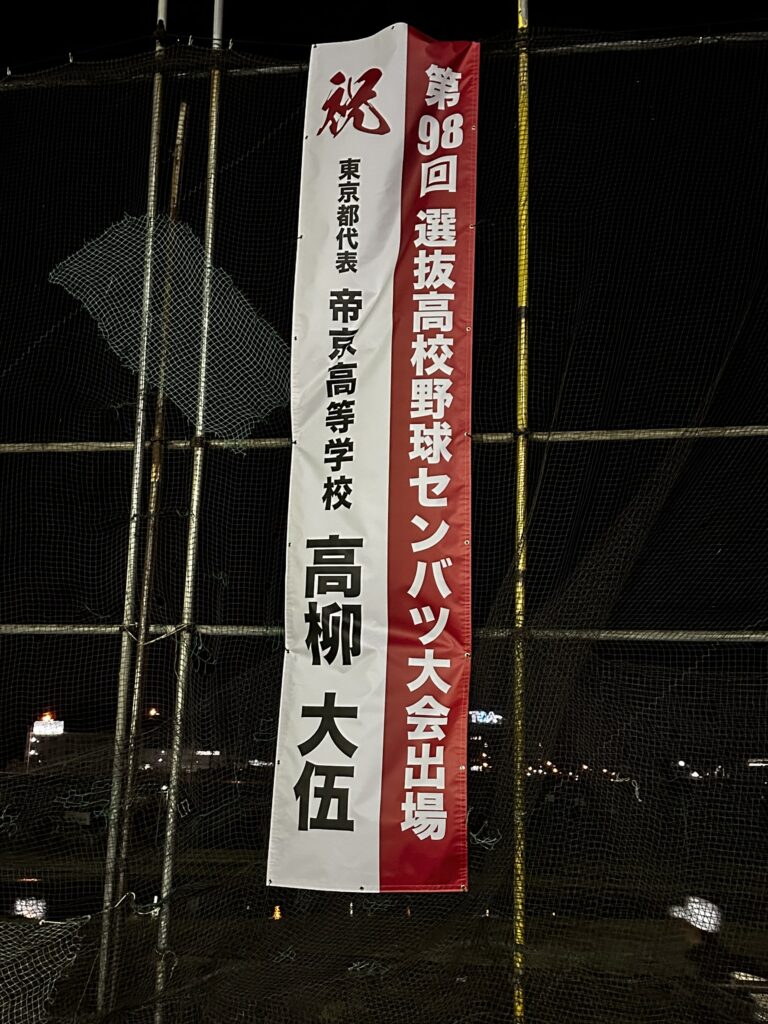 第98回 選抜高校野球センバツ大会出場
祝
東京都代表 帝京高等学校 高柳 大伍